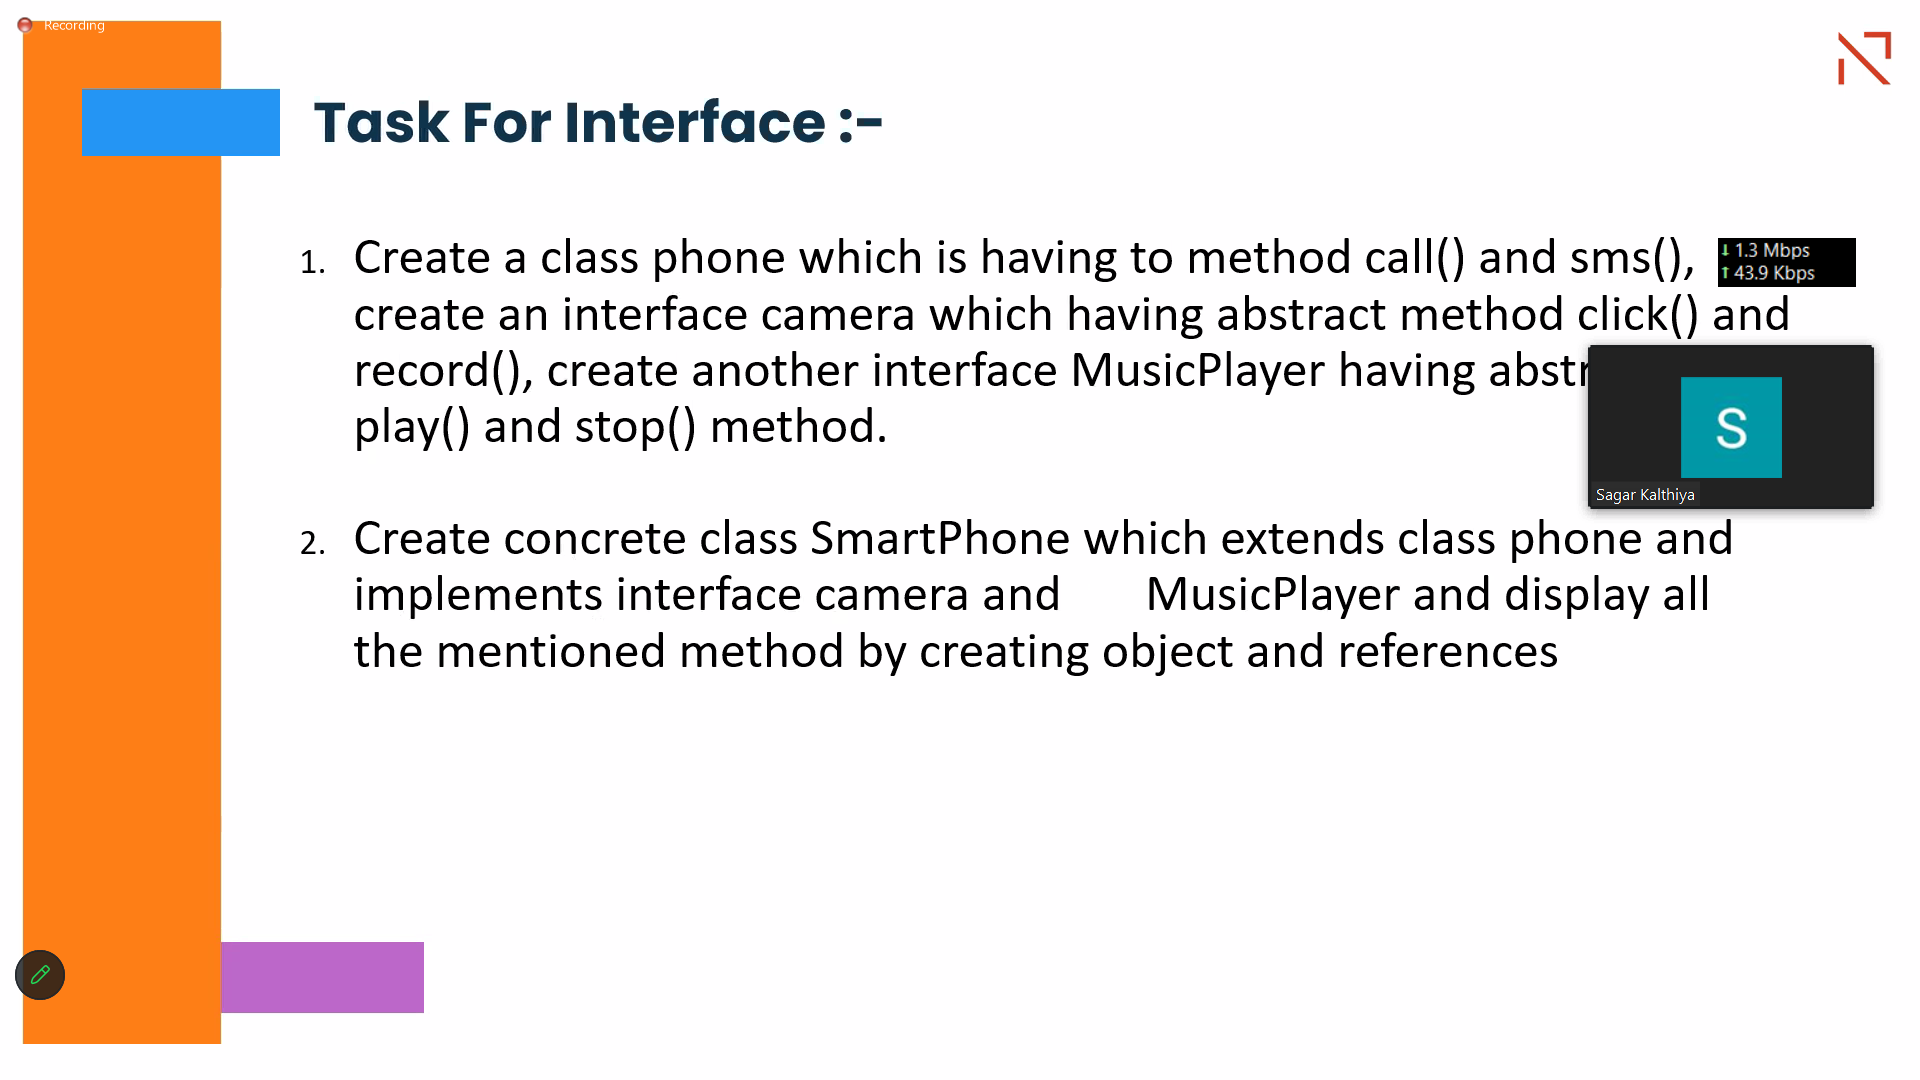 Recording
Task For Interface :-
1. Create a class phone which is having to method call() and sms(),
↓ 1.3 Mbps
↑ 43.9 Kbps
create an interface camera which having abstract method click() and
record(), create another interface MusicPlayer having
play() and stop() method.
S
Sagar Kalthiya
2. Create concrete class SmartPhone which extends class phone and
implements interface camera and MusicPlayer and display all
the mentioned method by creating object and references